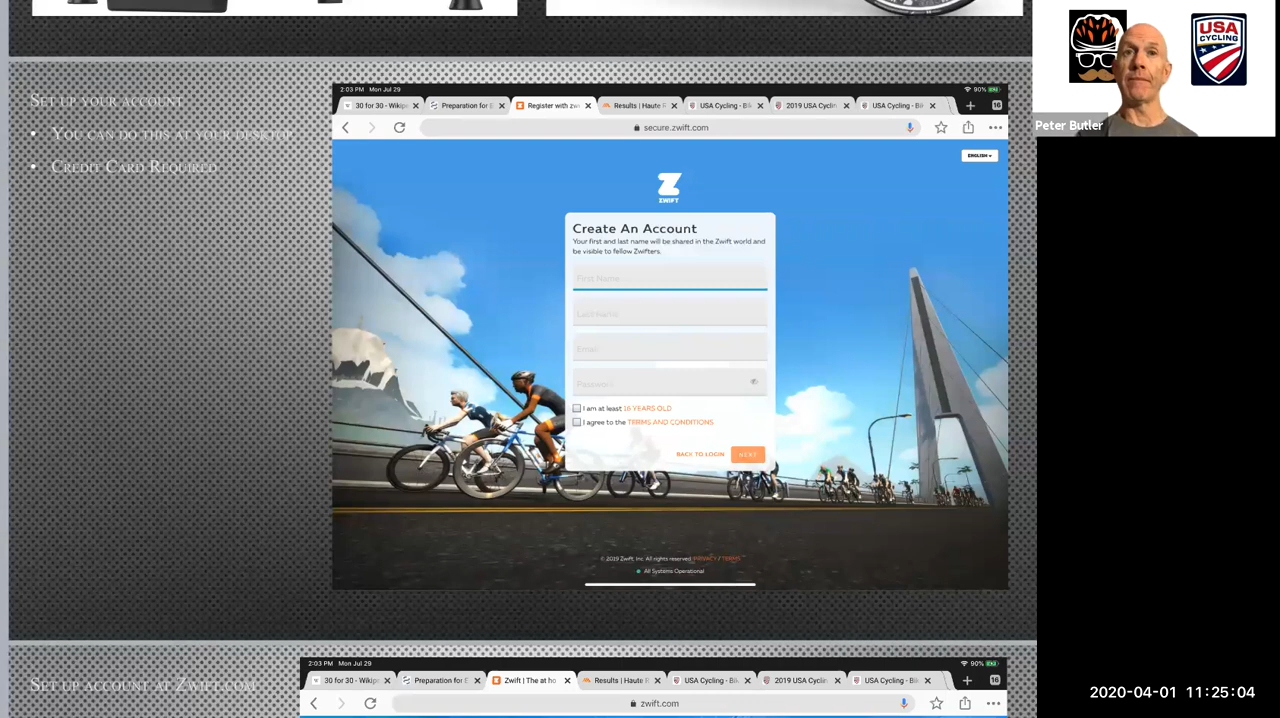 USA
CYCLING
Peter Butler
Set up your account
• You can do this at your desk
• Credit Card Required
2:03 PM Mon Jul 29
90%
30 for 30 - Wikipe
Preparation for E
Register with zwi
Results | Haute R
USA Cycling - Bik
2019 USA Cyclin
USA Cycling - Bik
16
secure.zwift.com
ENGLISH
ZWIFT
Create An Account
Your first and last name will be shared in the Zwift world and
be visible to fellow Zwifters.
First Name
Last Name
Email
Password
I am at least 16 YEARS OLD
I agree to the TERMS AND CONDITIONS
BACK TO LOGIN
NEXT
© 2019 Zwift, Inc. All rights reserved. PRIVACY / TERMS
All Systems Operational
Set up account at Zwift.com
2:03 PM Mon Jul 29
90%
30 for 30 - Wikipe
Preparation for E
Zwift | The at ho
Results | Haute R
USA Cycling - Bik
2019 USA Cyclin
USA Cycling - Bik
16
zwift.com
2020-04-01 11:25:04